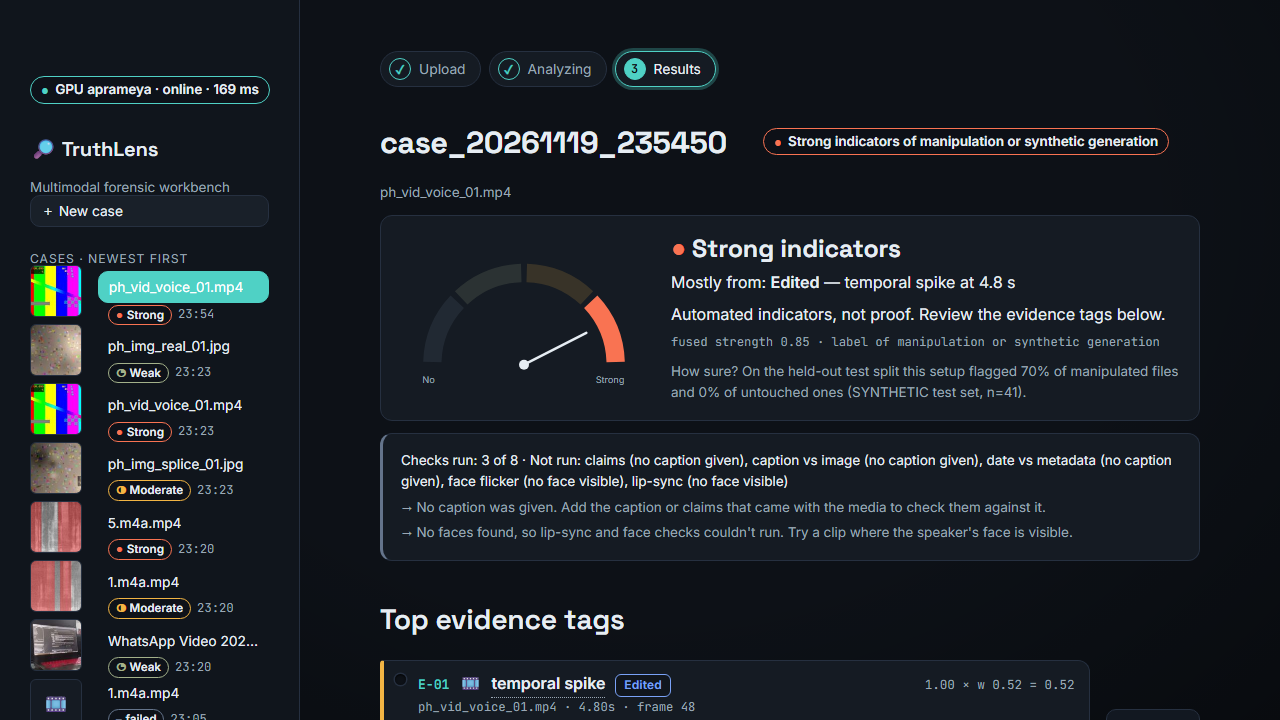 GPU aprameya · online · 169 ms
TruthLens
Multimodal forensic workbench
+ New case
CASES · NEWEST FIRST
ph_vid_voice_01.mp4
Strong 23:54
ph_img_real_01.jpg
Weak 23:23
ph_vid_voice_01.mp4
Strong 23:23
ph_img_splice_01.jpg
Moderate 23:23
5.m4a.mp4
Strong 23:20
1.m4a.mp4
Moderate 23:20
WhatsApp Video 202...
Weak 23:20
1.m4a.mp4
failed 23:05
Upload
Analyzing
3 Results
case_20261119_235450
Strong indicators of manipulation or synthetic generation
ph_vid_voice_01.mp4
No
Strong
Strong indicators
Mostly from: Edited — temporal spike at 4.8 s
Automated indicators, not proof. Review the evidence tags below.
fused strength 0.85 · label of manipulation or synthetic generation
How sure? On the held-out test split this setup flagged 70% of manipulated files
and 0% of untouched ones (SYNTHETIC test set, n=41).
Checks run: 3 of 8 · Not run: claims (no caption given), caption vs image (no caption given), date vs metadata (no caption
given), face flicker (no face visible), lip-sync (no face visible)
→ No caption was given. Add the caption or claims that came with the media to check them against it.
→ No faces found, so lip-sync and face checks couldn't run. Try a clip where the speaker's face is visible.
Top evidence tags
E-01 temporal spike Edited 1.00 × w 0.52 = 0.52
ph_vid_voice_01.mp4 · 4.80s · frame 48